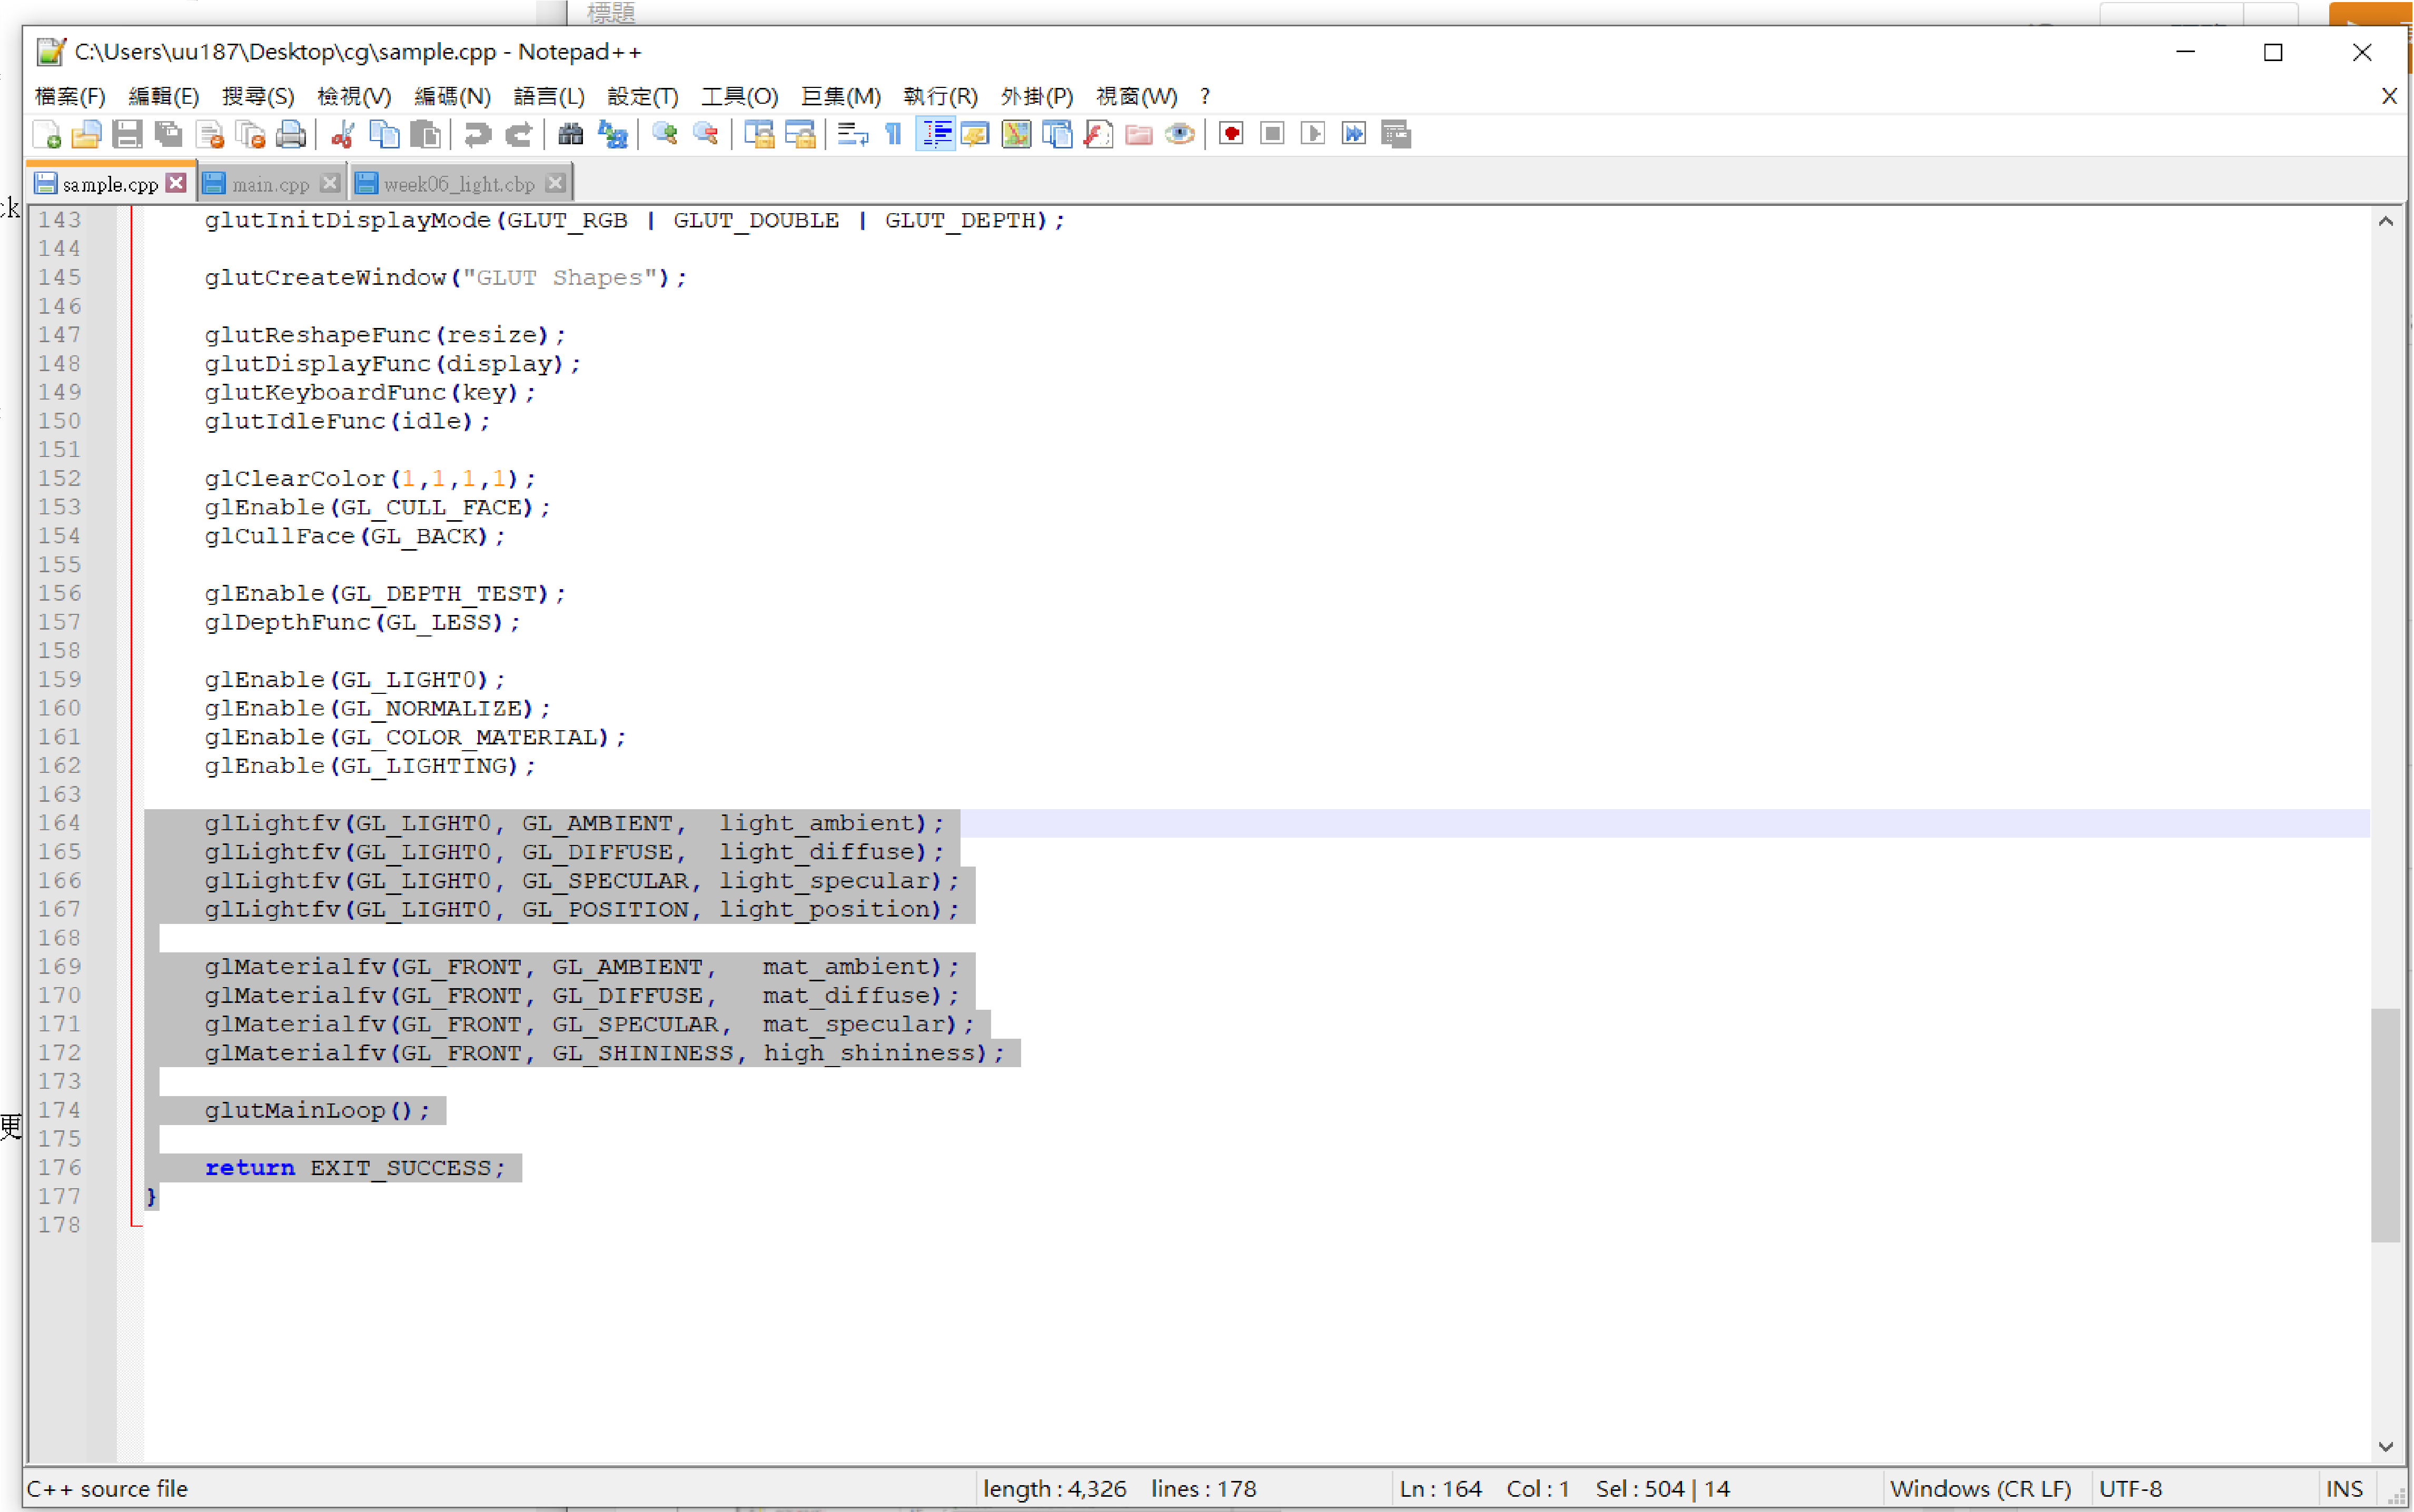 標題
C:\Users\uu187\Desktop\cg\sample.cpp - Notepad++
檔案(F) 編輯(E) 搜尋(S) 檢視(V) 編碼(N) 語言(L) 設定(T) 工具(O) 巨集(M) 執行(R) 外掛(P) 視窗(W) ? X
sample.cpp main.cpp week06_light.cbp
143 glutInitDisplayMode(GLUT_RGB | GLUT_DOUBLE | GLUT_DEPTH);
144
145 glutCreateWindow("GLUT Shapes");
146
147 glutReshapeFunc(resize);
148 glutDisplayFunc(display);
149 glutKeyboardFunc(key);
150 glutIdleFunc(idle);
151
152 glClearColor(1,1,1,1);
153 glEnable(GL_CULL_FACE);
154 glCullFace(GL_BACK);
155
156 glEnable(GL_DEPTH_TEST);
157 glDepthFunc(GL_LESS);
158
159 glEnable(GL_LIGHT0);
160 glEnable(GL_NORMALIZE);
161 glEnable(GL_COLOR_MATERIAL);
162 glEnable(GL_LIGHTING);
163
164 glLightfv(GL_LIGHT0, GL_AMBIENT,  light_ambient);
165 glLightfv(GL_LIGHT0, GL_DIFFUSE,  light_diffuse);
166 glLightfv(GL_LIGHT0, GL_SPECULAR, light_specular);
167 glLightfv(GL_LIGHT0, GL_POSITION, light_position);
168
169 glMaterialfv(GL_FRONT, GL_AMBIENT,   mat_ambient);
170 glMaterialfv(GL_FRONT, GL_DIFFUSE,   mat_diffuse);
171 glMaterialfv(GL_FRONT, GL_SPECULAR,  mat_specular);
172 glMaterialfv(GL_FRONT, GL_SHININESS, high_shininess);
173
更
174 glutMainLoop();
175
176 return EXIT_SUCCESS;
177 }
178
C++ source file length : 4,326 lines : 178 Ln : 164 Col : 1 Sel : 504 | 14 Windows (CR LF) UTF-8 INS